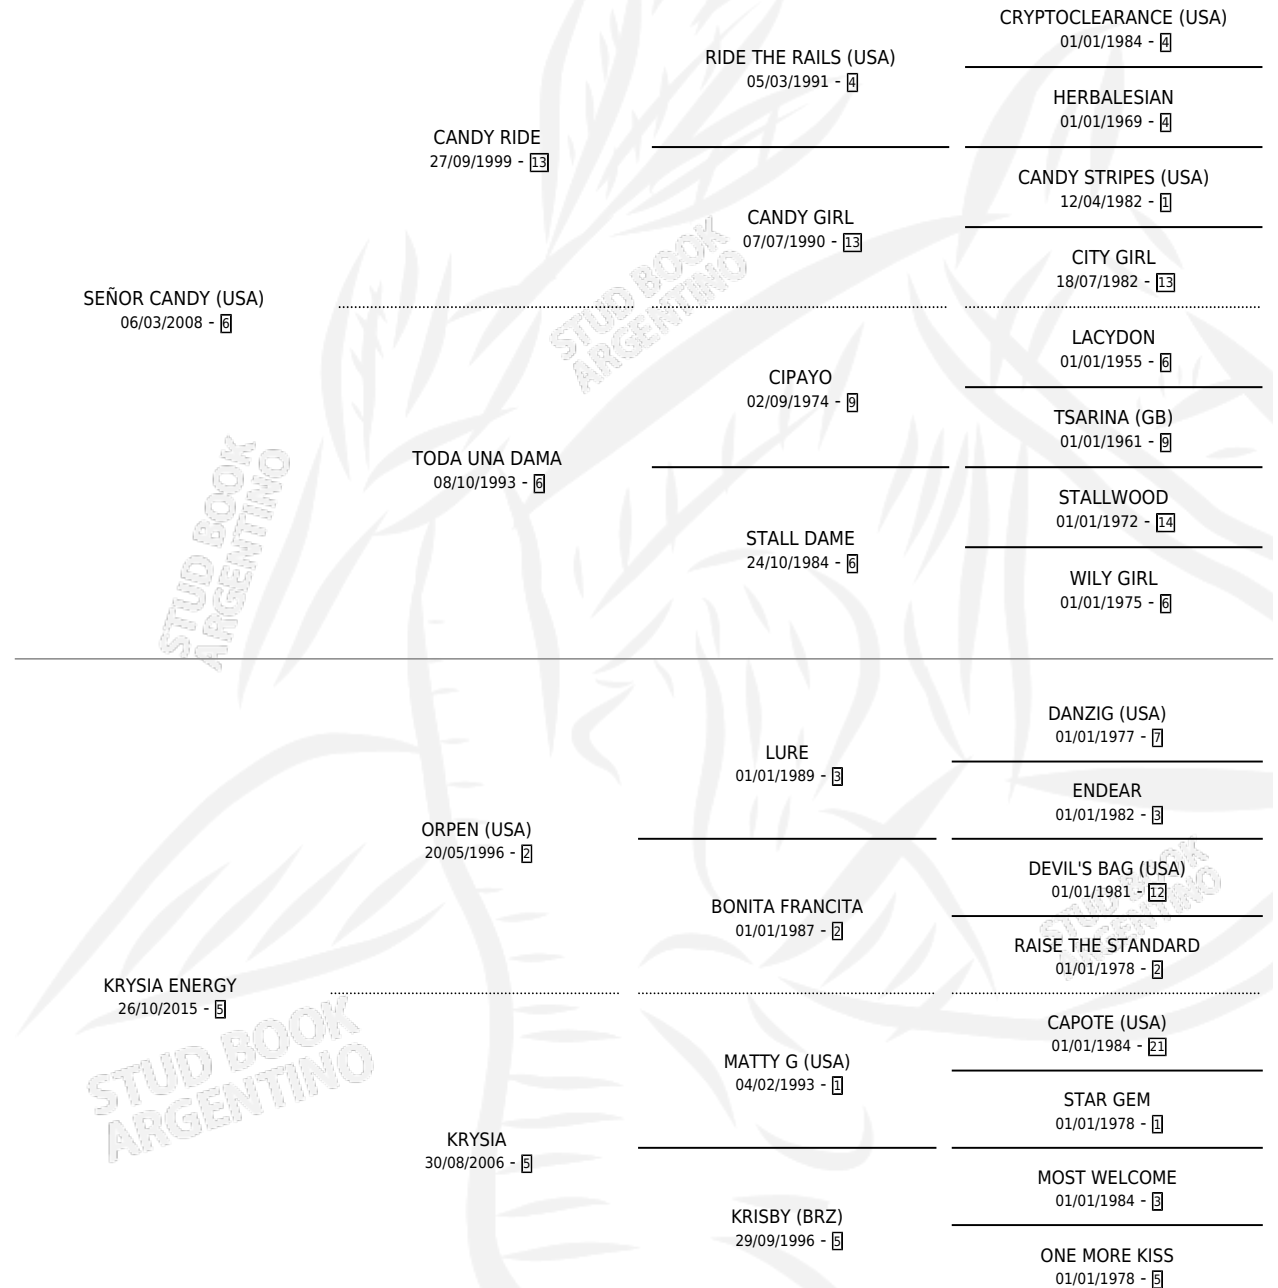 CRYPTOCLEARANCE (USA)
01/01/1984 - 4
RIDE THE RAILS (USA)
05/03/1991 - 4
HERBALESIAN
01/01/1969 - 4
CANDY RIDE
27/09/1999 - 13
CANDY STRIPES (USA)
12/04/1982 - 1
CANDY GIRL
07/07/1990 - 13
CITY GIRL
18/07/1982 - 13
SEÑOR CANDY (USA)
06/03/2008 - 6
LACYDON
01/01/1955 - 6
CIPAYO
02/09/1974 - 9
TSARINA (GB)
01/01/1961 - 9
TODA UNA DAMA
08/10/1993 - 6
STALLWOOD
01/01/1972 - 14
STALL DAME
24/10/1984 - 6
WILY GIRL
01/01/1975 - 6
STUD BOOK
ARGENTINO
STUD BOOK
ARGENTINO
DANZIG (USA)
01/01/1977 - 7
LURE
01/01/1989 - 3
ENDEAR
01/01/1982 - 3
ORPEN (USA)
20/05/1996 - 2
DEVIL'S BAG (USA)
01/01/1981 - 12
BONITA FRANCITA
01/01/1987 - 2
RAISE THE STANDARD
01/01/1978 - 2
STUD BOOK
ARGENTINO
KRYSIA ENERGY
26/10/2015 - 5
CAPOTE (USA)
01/01/1984 - 21
MATTY G (USA)
04/02/1993 - 1
STAR GEM
01/01/1978 - 1
KRYSIA
30/08/2006 - 5
MOST WELCOME
01/01/1984 - 3
KRISBY (BRZ)
29/09/1996 - 5
ONE MORE KISS
01/01/1978 - 5
STUD BOOK
ARGENTINO